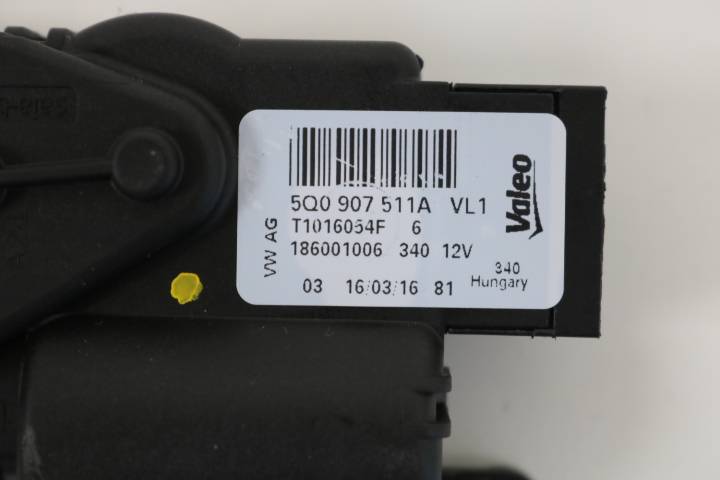 5Q0 907 511A VL1
T1016054F 6
186001006 340 12V
03 16/03/16 81
VW AG
Valeo
340
Hungary